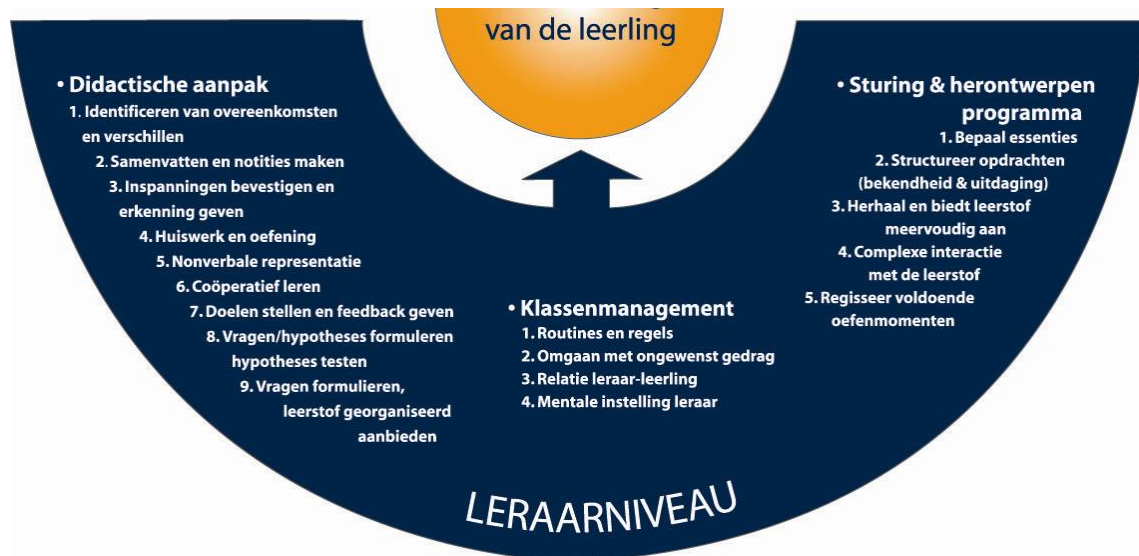 van de leerling
• Didactische aanpak
1. Identificeren van overeenkomsten
en verschillen
2. Samenvatten en notities maken
3. Inspanningen bevestigen en
erkenning geven
4. Huiswerk en oefening
5. Nonverbale representatie
6. Coöperatief leren
7. Doelen stellen en feedback geven
8. Vragen/hypotheses formuleren
hypotheses testen
9. Vragen formulieren,
leerstof georganiseerd
aanbieden
• Klassenmanagement
1. Routines en regels
2. Omgaan met ongewenst gedrag
3. Relatie leraar-leerling
4. Mentale instelling leraar
• Sturing & herontwerpen
programma
1. Bepaal essenties
2. Structureer opdrachten
(bekendheid & uitdaging)
3. Herhaal en biedt leerstof
meervoudig aan
4. Complexe interactie
met de leerstof
5. Regisseer voldoende
oefenmomenten
LERAARNIVEAU